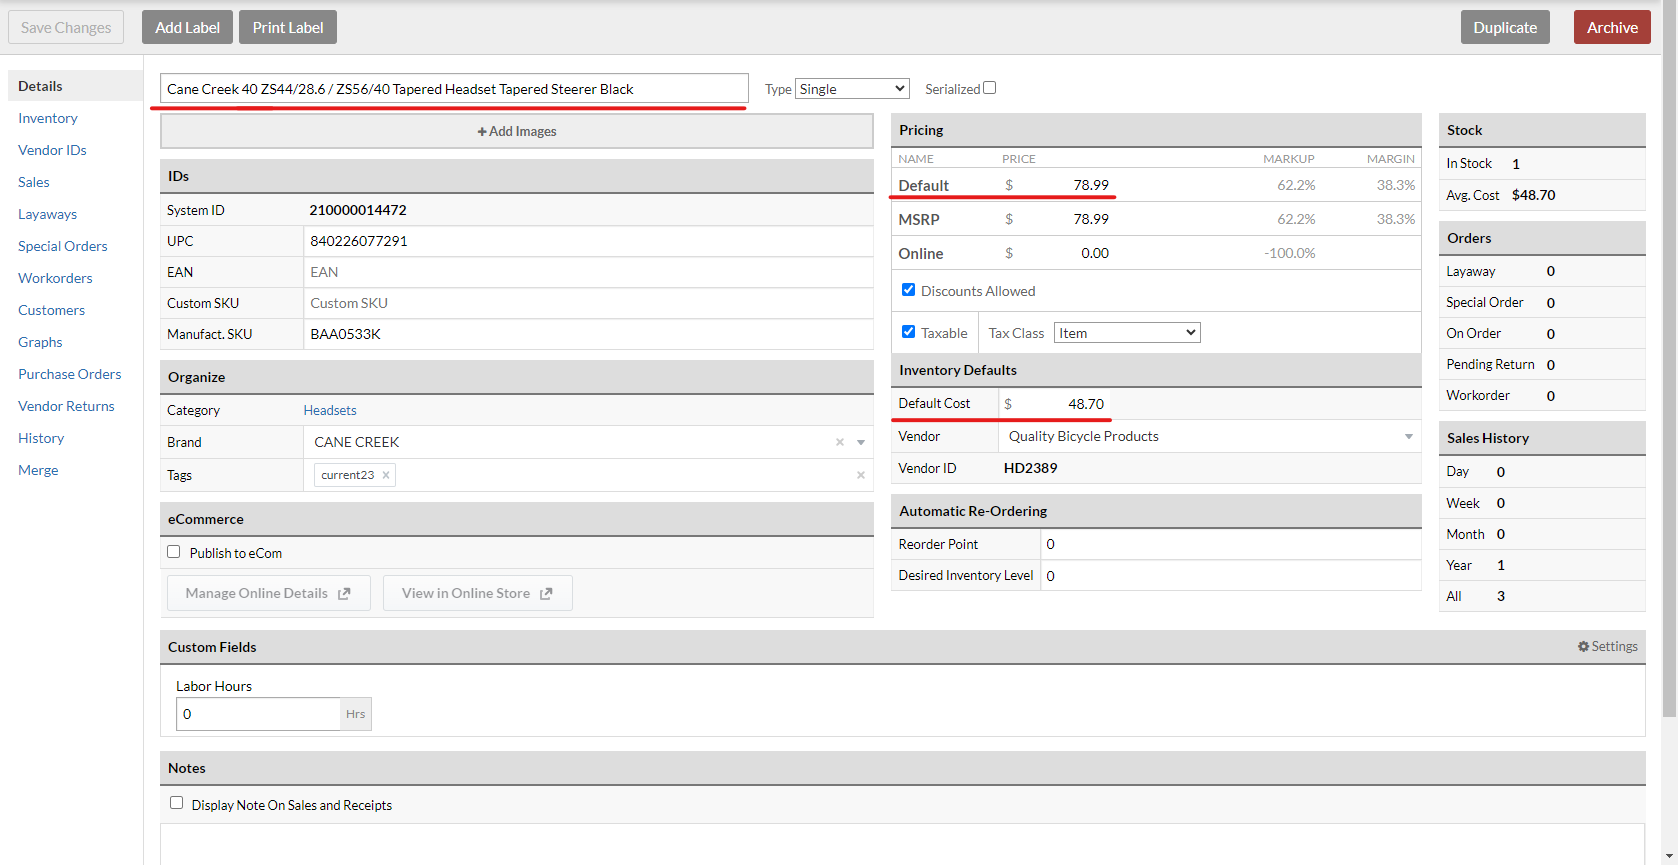 Save Changes Add Label Print Label Duplicate Archive
Details
Inventory
Vendor IDs
Sales
Layaways
Special Orders
Workorders
Customers
Graphs
Purchase Orders
Vendor Returns
History
Merge
Cane Creek 40 ZS44/28.6 / ZS56/40 Tapered Headset Tapered Steerer Black Type Single Serialized
+ Add Images
IDs
System ID 210000014472
UPC 840226077291
EAN EAN
Custom SKU Custom SKU
Manufact. SKU BAA0533K
Organize
Category Headsets
Brand CANE CREEK ×
Tags current23 × ×
eCommerce
Publish to eCom
Manage Online Details View in Online Store
Pricing
NAME PRICE MARKUP MARGIN
Default $ 78.99 62.2% 38.3%
MSRP $ 78.99 62.2% 38.3%
Online $ 0.00 -100.0%
Discounts Allowed
Taxable Tax Class Item
Inventory Defaults
Default Cost $ 48.70
Vendor Quality Bicycle Products
Vendor ID HD2389
Automatic Re-Ordering
Reorder Point 0
Desired Inventory Level 0
Stock
In Stock 1
Avg. Cost $48.70
Orders
Layaway 0
Special Order 0
On Order 0
Pending Return 0
Workorder 0
Sales History
Day 0
Week 0
Month 0
Year 1
All 3
Custom Fields Settings
Labor Hours
0 Hrs
Notes
Display Note On Sales and Receipts